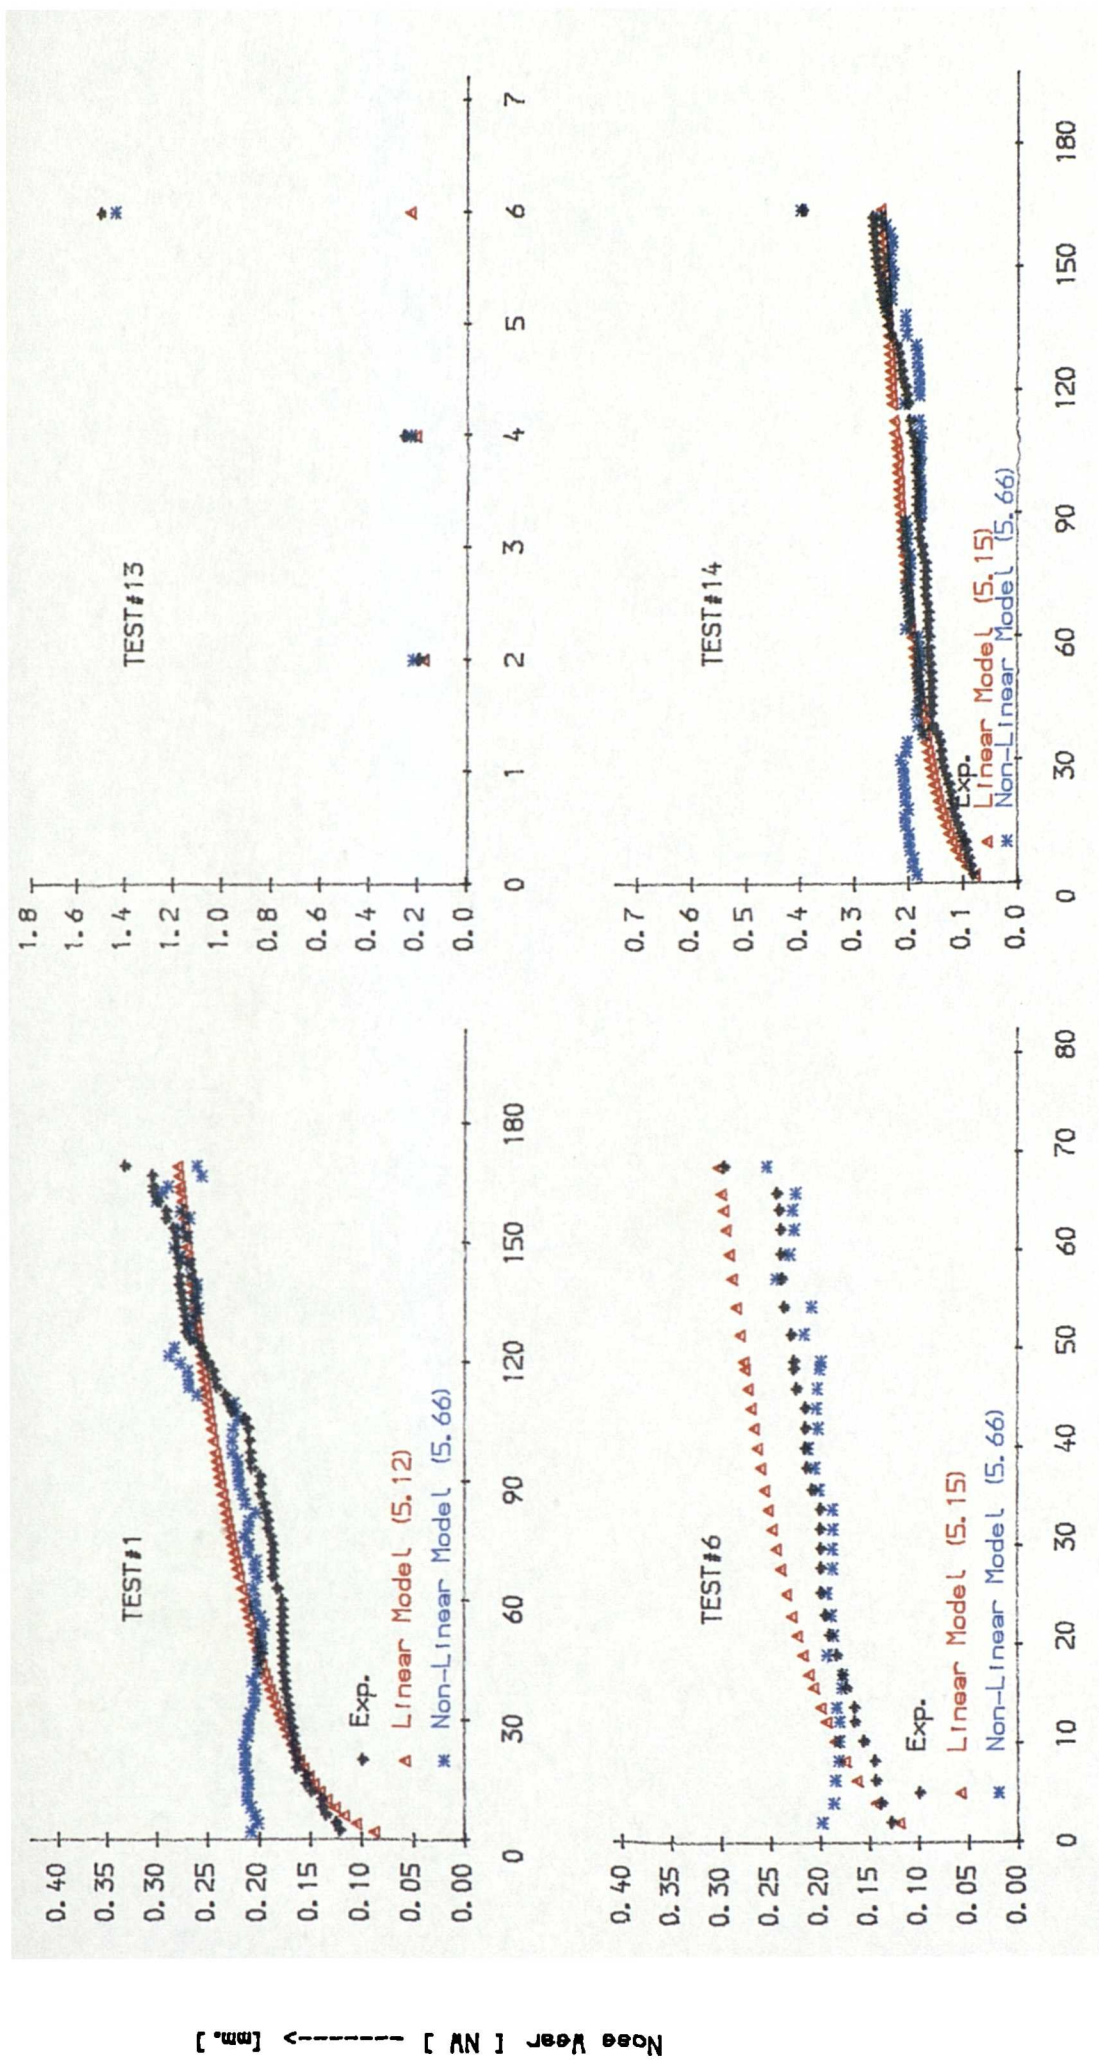 TEST#1
0.40
0.35
0.30
0.25
0.20
0.15
0.10
0.05
0.00
0 30 60 90 120 150 180
Exp.
Linear Model (5.12)
Non-Linear Model (5.66)
TEST#13
1.8
1.6
1.4
1.2
1.0
0.8
0.6
0.4
0.2
0.0
0 1 2 3 4 5 6 7
TEST#6
0.40
0.35
0.30
0.25
0.20
0.15
0.10
0.05
0.00
0 10 20 30 40 50 60 70 80
Exp.
Linear Model (5.15)
Non-Linear Model (5.66)
TEST#14
0.7
0.6
0.5
0.4
0.3
0.2
0.1
0.0
0 30 60 90 120 150 180
Exp.
Linear Model (5.15)
Non-Linear Model (5.66)
Nose Wear [ NW ] ------> [mm.]